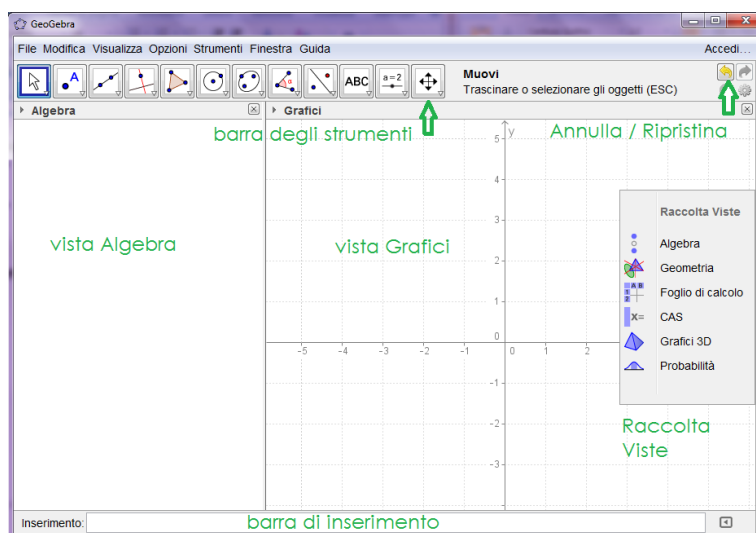 GeoGebra
File Modifica Visualizza Opzioni Strumenti Finestra Guida Accedi...
A α ABC a=2 Muovi
Trascinare o selezionare gli oggetti (ESC)
Algebra Grafici
barra degli strumenti Annulla / Ripristina
vista Algebra vista Grafici
y
5
4
3
2
1
0
-5 -4 -3 -2 -1 0 1 2
-1
-2
-3
Raccolta Viste
Algebra
Geometria
A B
1
2
Foglio di calcolo
x= CAS
Grafici 3D
Probabilità
Raccolta
Viste
Inserimento: barra di inserimento